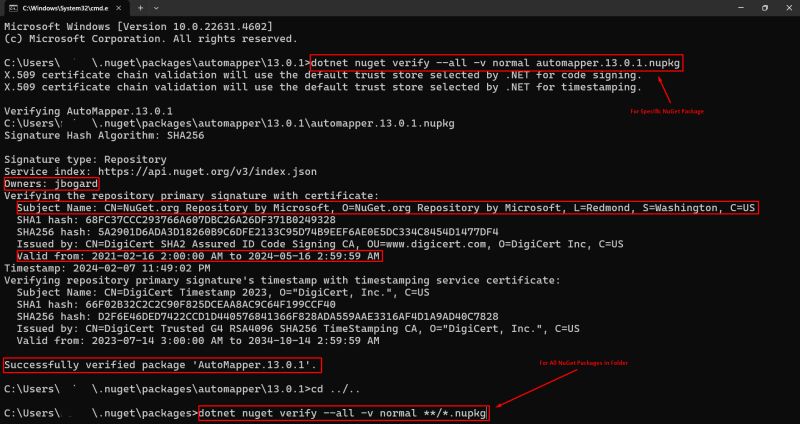 C:\Windows\System32\cmd.e
Microsoft Windows [Version 10.0.22631.4602]
(c) Microsoft Corporation. All rights reserved.
C:\Users\ \.nuget\packages\automapper\13.0.1>dotnet nuget verify --all -v normal automapper.13.0.1.nupkg
X.509 certificate chain validation will use the default trust store selected by .NET for code signing.
X.509 certificate chain validation will use the default trust store selected by .NET for timestamping.
For Specific NuGet Package
Verifying AutoMapper.13.0.1
C:\Users\ \.nuget\packages\automapper\13.0.1\automapper.13.0.1.nupkg
Signature Hash Algorithm: SHA256
Signature type: Repository
Service index: https://api.nuget.org/v3/index.json
Owners: jbogard
Verifying the repository primary signature with certificate:
Subject Name: CN=NuGet.org Repository by Microsoft, O=NuGet.org Repository by Microsoft, L=Redmond, S=Washington, C=US
SHA1 hash: 68FC37CCC293766A607DBC26A26DF371B0249328
SHA256 hash: 5A2901D6ADA3D18260B9C6DFE2133C95D74B9EEF6AE0E5DC334C8454D1477DF4
Issued by: CN=DigiCert SHA2 Assured ID Code Signing CA, OU=www.digicert.com, O=DigiCert Inc, C=US
Valid from: 2021-02-16 2:00:00 AM to 2024-05-16 2:59:59 AM
Timestamp: 2024-02-07 11:49:02 PM
Verifying repository primary signature's timestamp with timestamping service certificate:
Subject Name: CN=DigiCert Timestamp 2023, O="DigiCert, Inc.", C=US
SHA1 hash: 66F02B32C2C2C90F825DCEAA8AC9C64F199CCF40
SHA256 hash: D2F6E46DED7422CCD1D440576841366F828ADA559AAE3316AF4D1A9AD40C7828
Issued by: CN=DigiCert Trusted G4 RSA4096 SHA256 TimeStamping CA, O="DigiCert, Inc.", C=US
Valid from: 2023-07-14 3:00:00 AM to 2034-10-14 2:59:59 AM
Successfully verified package 'AutoMapper.13.0.1'.
For All NuGet Packages in Folder
C:\Users\ \.nuget\packages\automapper\13.0.1>cd ../..
C:\Users\ \.nuget\packages>dotnet nuget verify --all -v normal **/*.nupkg